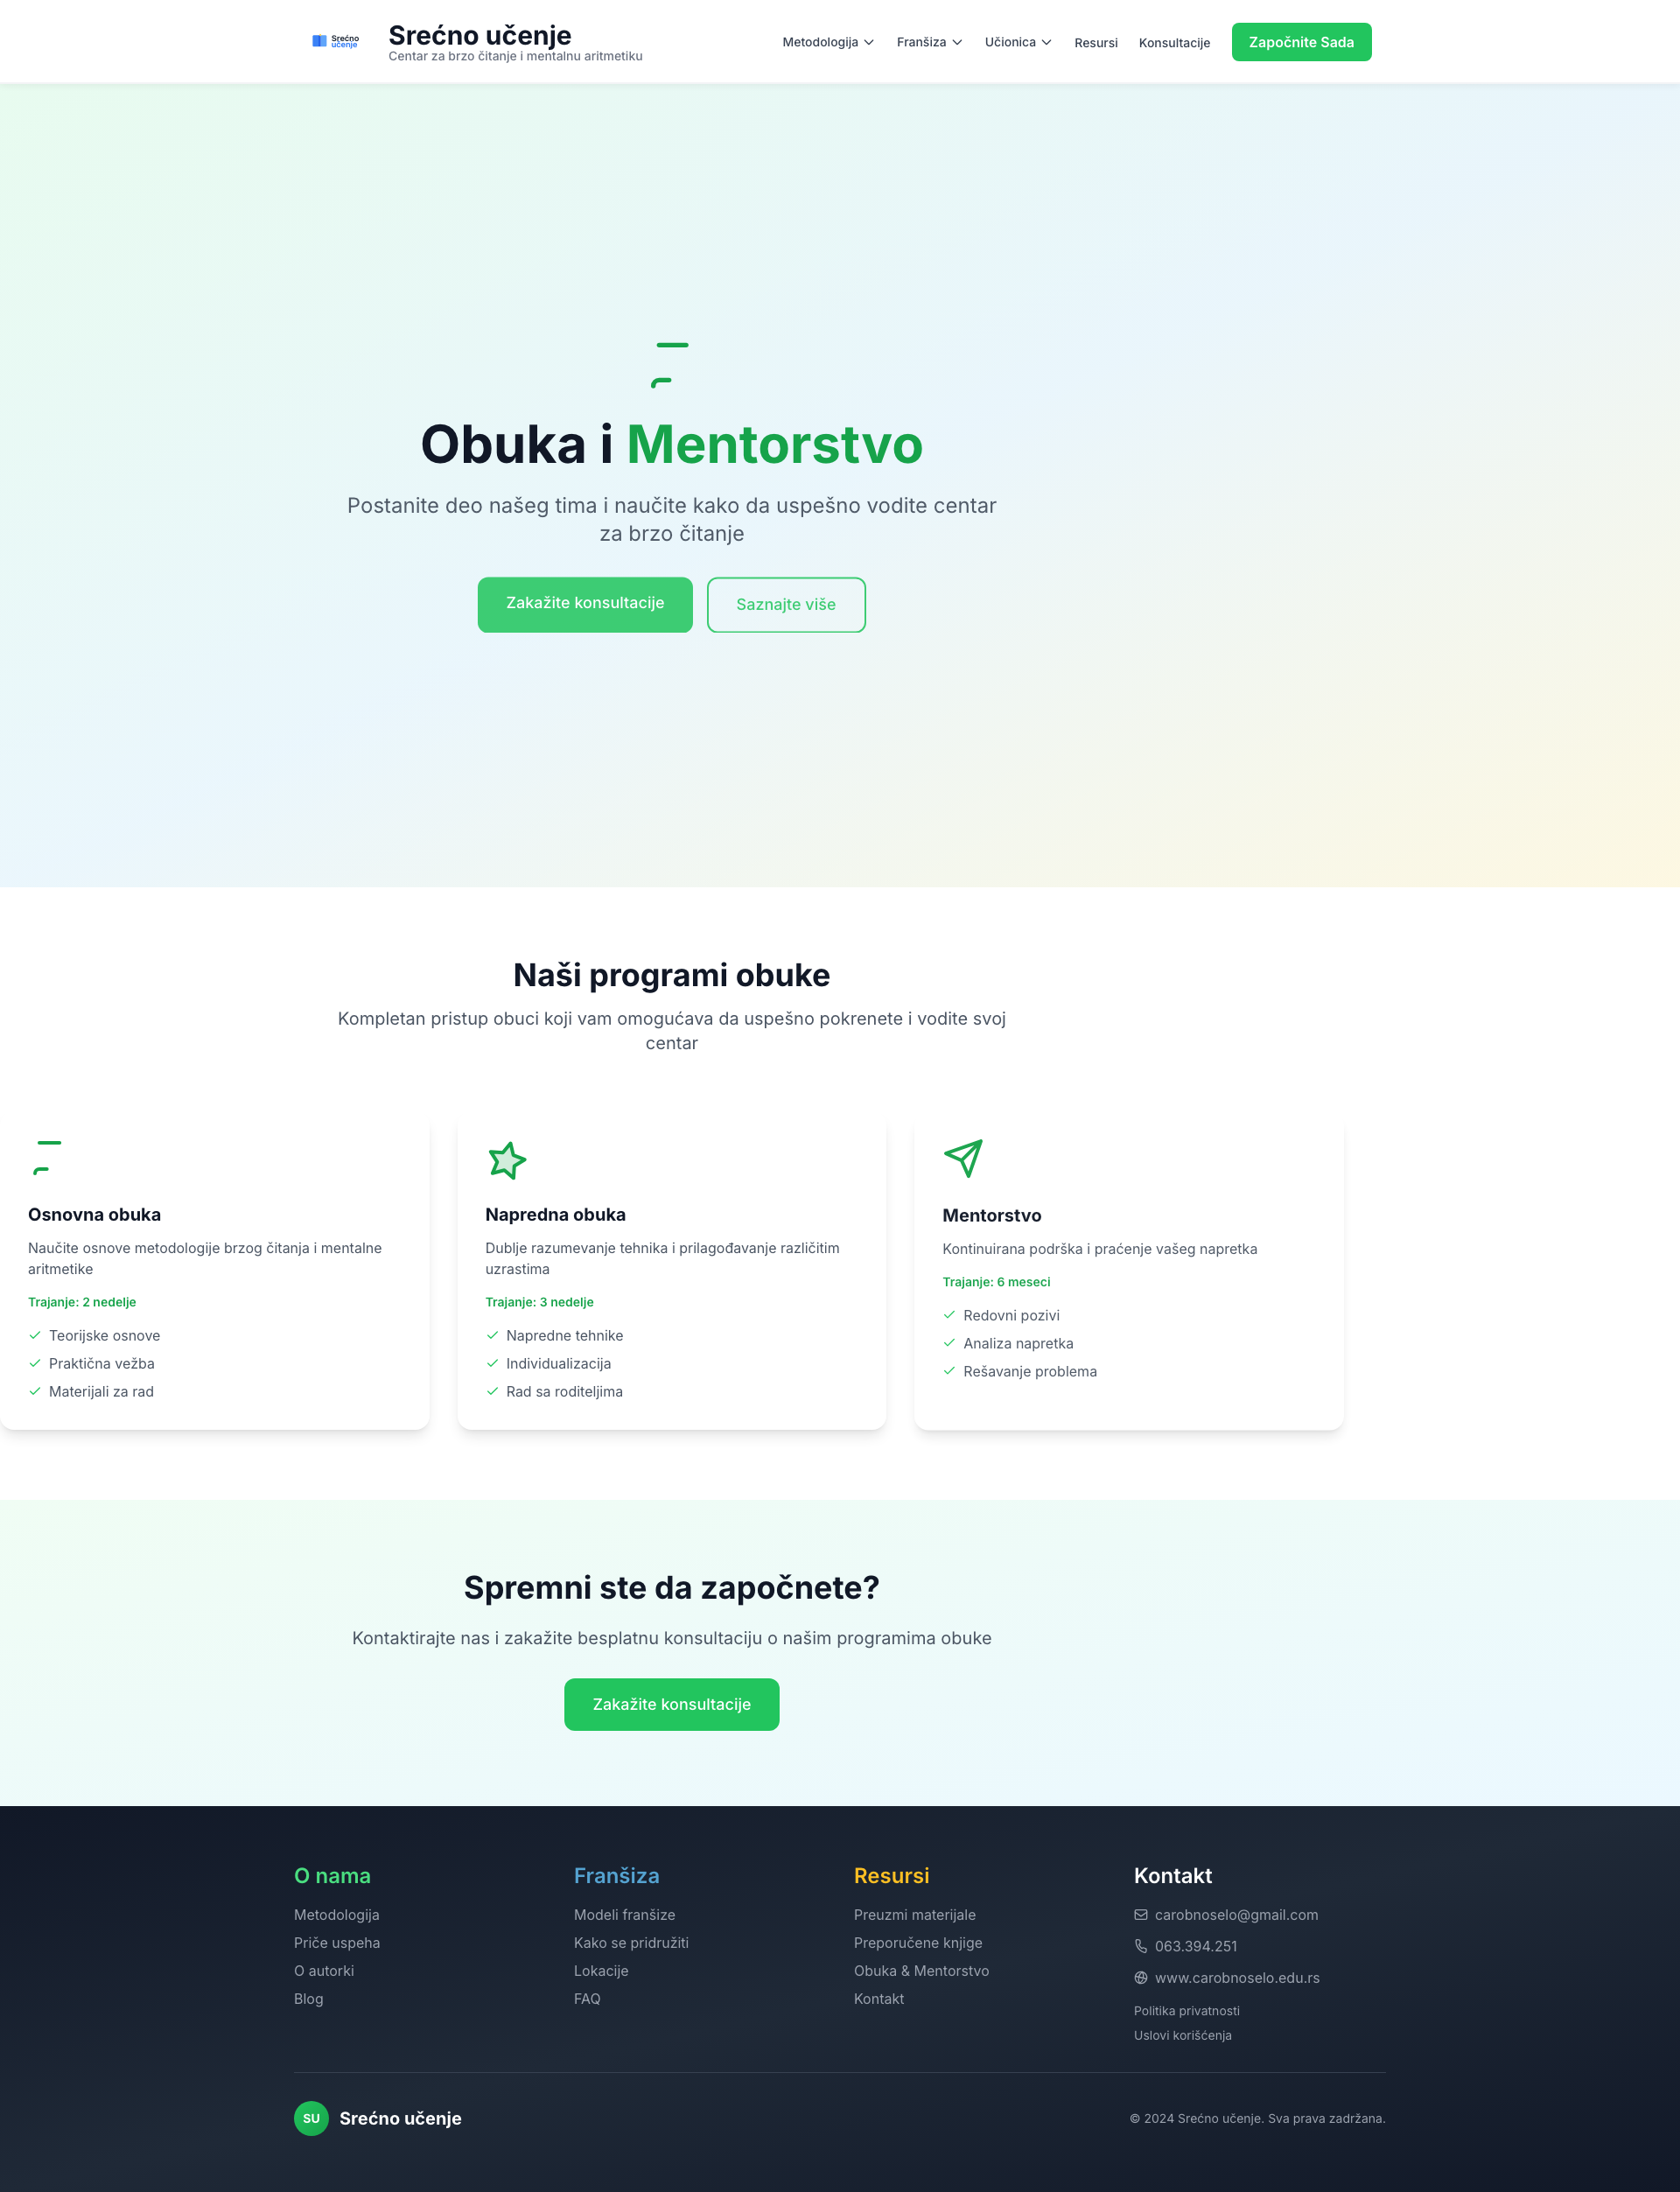 Srećno
učenje
Srećno učenje
Centar za brzo čitanje i mentalnu aritmetiku
Metodologija
Franšiza
Učionica
Resursi
Konsultacije
Započnite Sada
Obuka i Mentorstvo
Postanite deo našeg tima i naučite kako da uspešno vodite centar
za brzo čitanje
Zakažite konsultacije
Saznajte više
Naši programi obuke
Kompletan pristup obuci koji vam omogućava da uspešno pokrenete i vodite svoj
centar
Osnovna obuka
Naučite osnove metodologije brzog čitanja i mentalne
aritmetike
Trajanje: 2 nedelje
Teorijske osnove
Praktična vežba
Materijali za rad
Napredna obuka
Dublje razumevanje tehnika i prilagođavanje različitim
uzrastima
Trajanje: 3 nedelje
Napredne tehnike
Individualizacija
Rad sa roditeljima
Mentorstvo
Kontinuirana podrška i praćenje vašeg napretka
Trajanje: 6 meseci
Redovni pozivi
Analiza napretka
Rešavanje problema
Spremni ste da započnete?
Kontaktirajte nas i zakažite besplatnu konsultaciju o našim programima obuke
Zakažite konsultacije
O nama
Metodologija
Priče uspeha
O autorki
Blog
Franšiza
Modeli franšize
Kako se pridružiti
Lokacije
FAQ
Resursi
Preuzmi materijale
Preporučene knjige
Obuka & Mentorstvo
Kontakt
Kontakt
carobnoselo@gmail.com
063.394.251
www.carobnoselo.edu.rs
Politika privatnosti
Uslovi korišćenja
SU
Srećno učenje
© 2024 Srećno učenje. Sva prava zadržana.